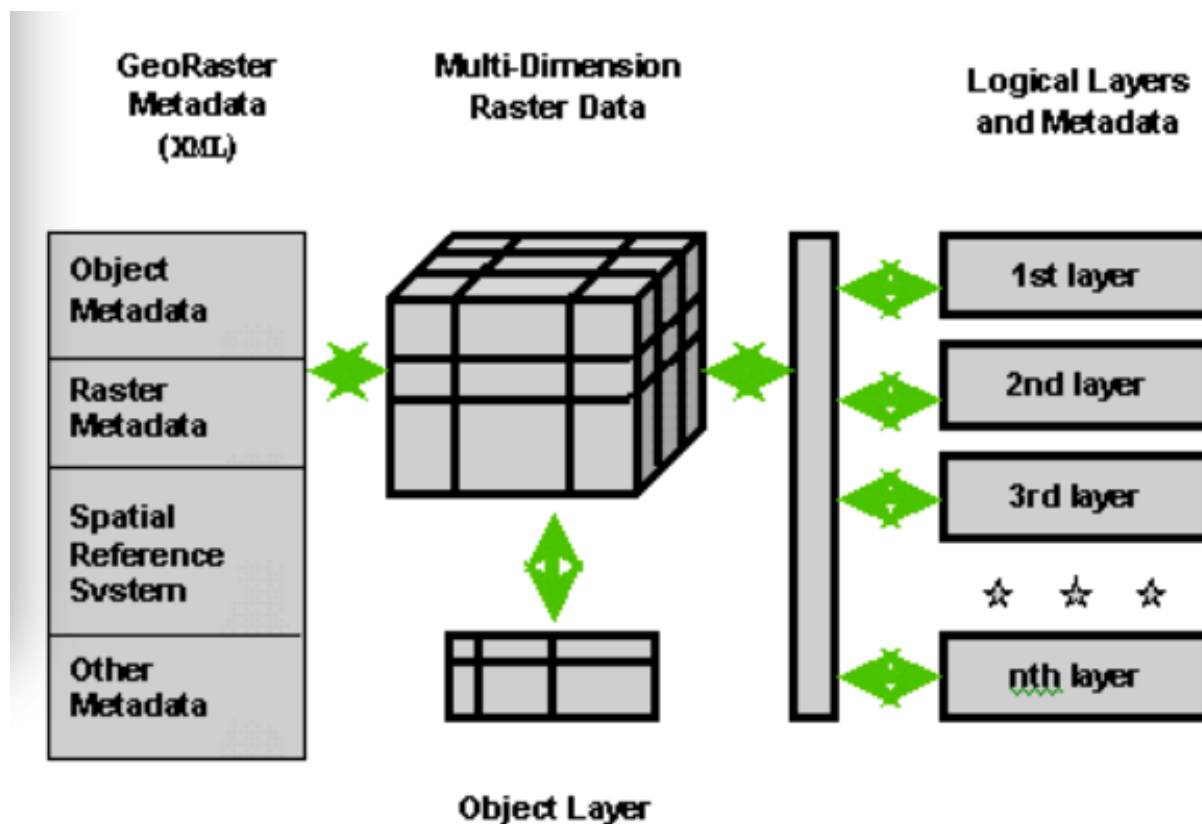 GeoRaster
Metadata
(XML)
Multi-Dimension
Raster Data
Logical Layers
and Metadata
Object
Metadata
Raster
Metadata
Spatial
Reference
System
Other
Metadata
1st layer
2nd layer
3rd layer
nth layer
Object Layer